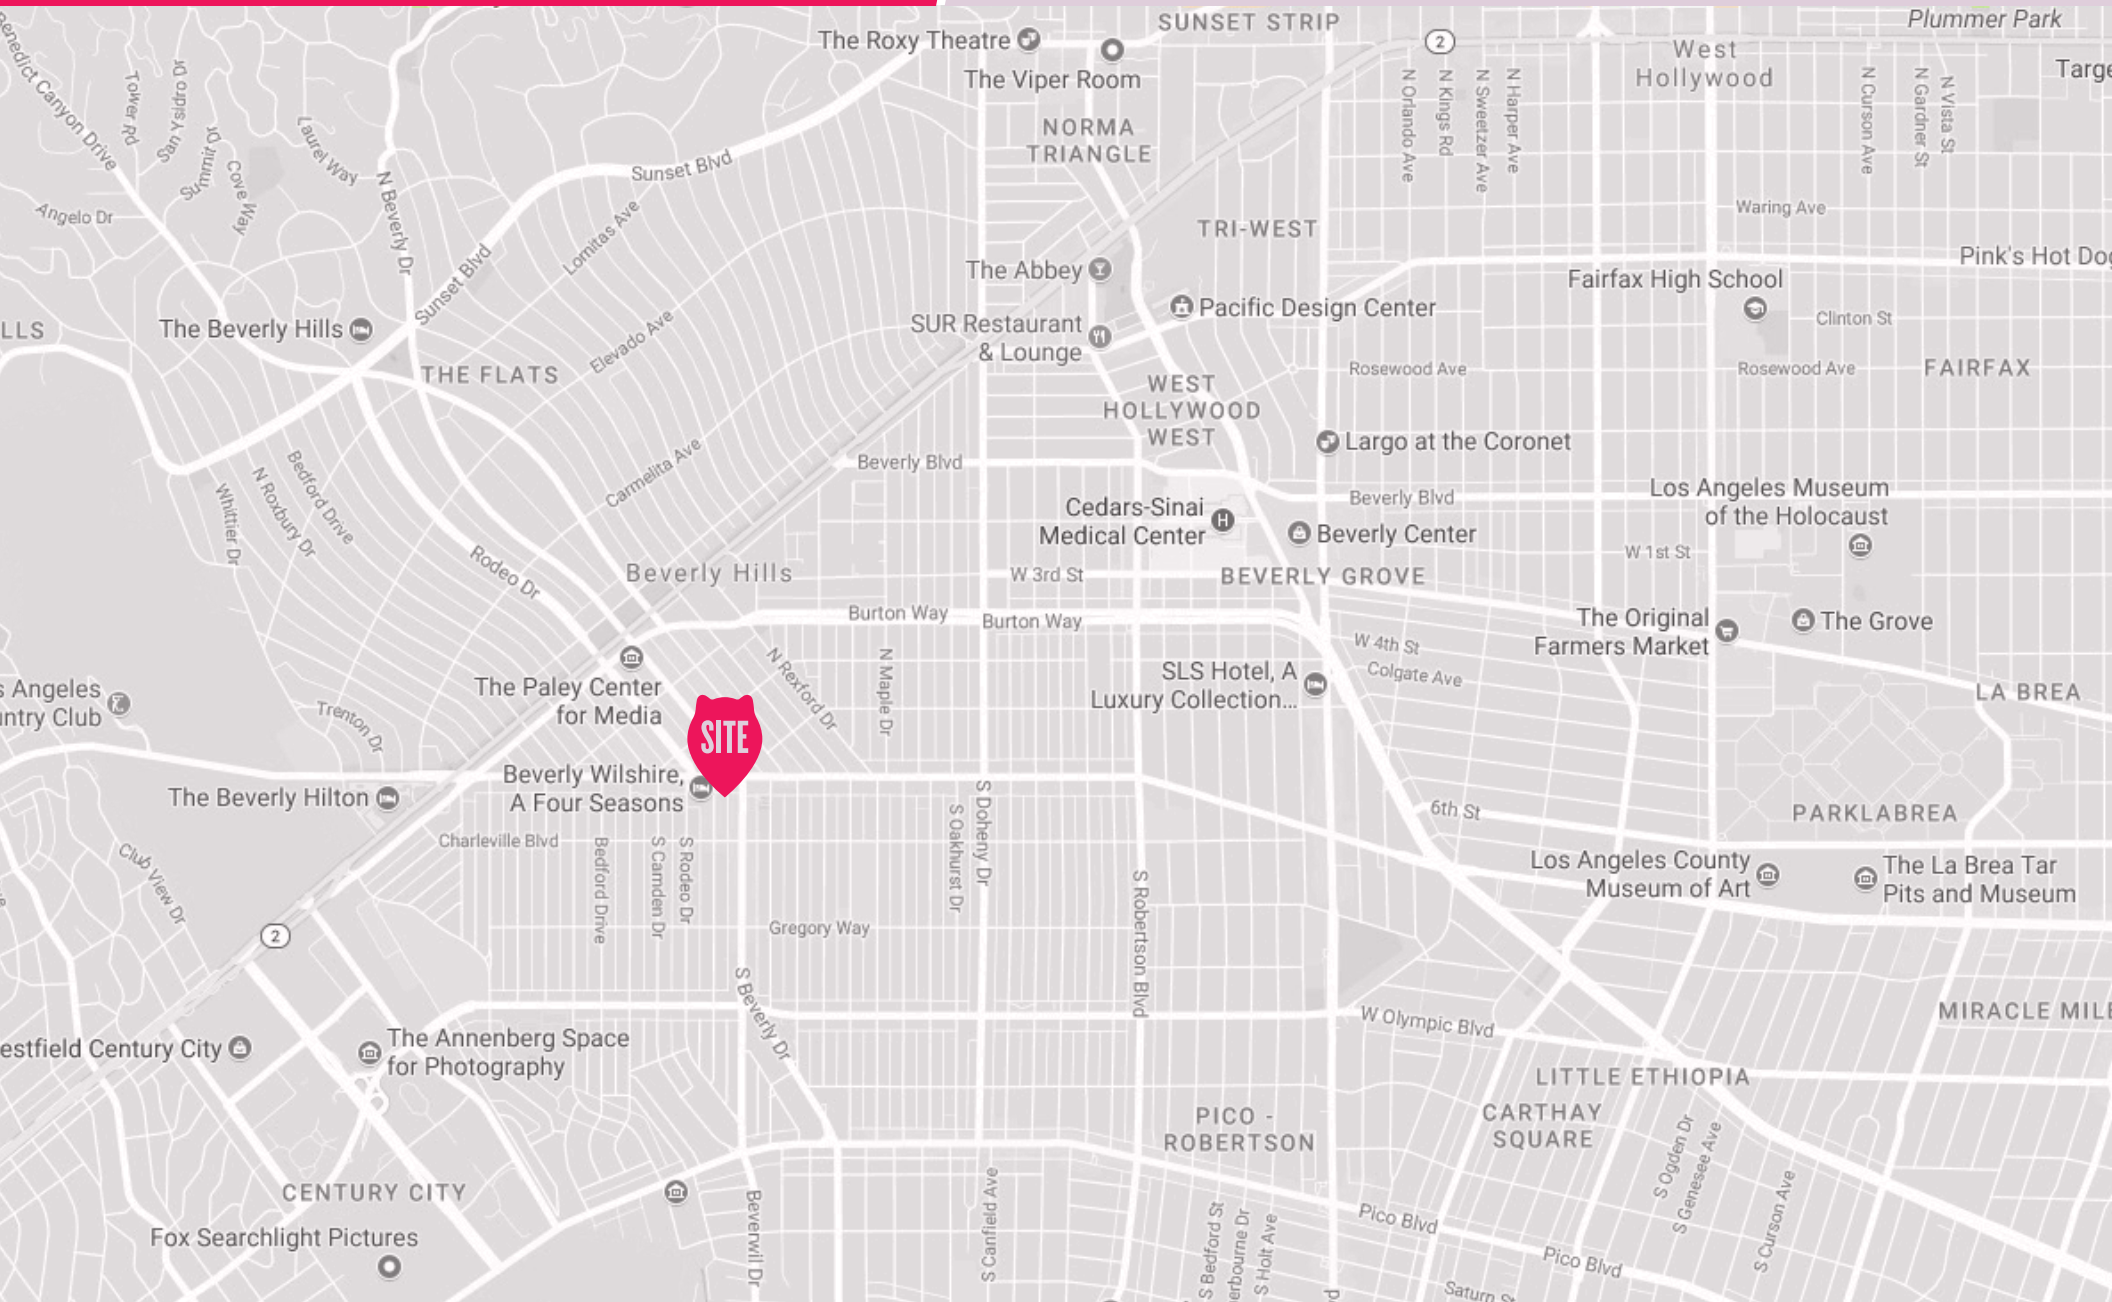 SUNSET STRIP
Plummer Park
The Roxy Theatre
2
West
Hollywood
The Viper Room
N Orlando Ave
N Kings Rd
N Sweetzer Ave
N Harper Ave
N Curson Ave
N Gardner St
N Vista St
Targe
enedict Canyon Drive
Tower Rd
San Ysidro Dr
Summit Dr
Cove Way
Laurel Way
N Beverly Dr
Angelo Dr
Sunset Blvd
NORMA
TRIANGLE
Lomitas Ave
Sunset Blvd
TRI-WEST
Waring Ave
The Abbey
Pink's Hot Dog
Fairfax High School
Pacific Design Center
Clinton St
LLS
The Beverly Hills
Elevado Ave
SUR Restaurant
& Lounge
THE FLATS
WEST
HOLLYWOOD
WEST
Rosewood Ave
Rosewood Ave
FAIRFAX
Largo at the Coronet
Bedford Drive
N Roxbury Dr
Whittier Dr
Carmelita Ave
Beverly Blvd
Beverly Blvd
Los Angeles Museum
of the Holocaust
Cedars-Sinai
Medical Center
Beverly Center
W 1st St
Rodeo Dr
Beverly Hills
W 3rd St
BEVERLY GROVE
Burton Way
Burton Way
The Original
Farmers Market
The Grove
W 4th St
Colgate Ave
N Rexford Dr
N Maple Dr
SLS Hotel, A
Luxury Collection...
s Angeles
ntry Club
The Paley Center
for Media
Trenton Dr
SITE
LA BREA
Beverly Wilshire,
A Four Seasons
The Beverly Hilton
S Doheny Dr
S Oakhurst Dr
6th St
PARKLABREA
Charleville Blvd
Bedford Drive
S Camden Dr
S Rodeo Dr
Club View Dr
Los Angeles County
Museum of Art
The La Brea Tar
Pits and Museum
S Robertson Blvd
2
Gregory Way
S Beverly Dr
W Olympic Blvd
MIRACLE MILE
The Annenberg Space
for Photography
estfield Century City
LITTLE ETHIOPIA
CARTHAY
SQUARE
PICO -
ROBERTSON
S Ogden Dr
S Genesee Ave
S Curson Ave
CENTURY CITY
Fox Searchlight Pictures
Beverwil Dr
S Canfield Ave
S Bedford St
erbourne Dr
S Holt Ave
Pico Blvd
Pico Blvd
Saturn S